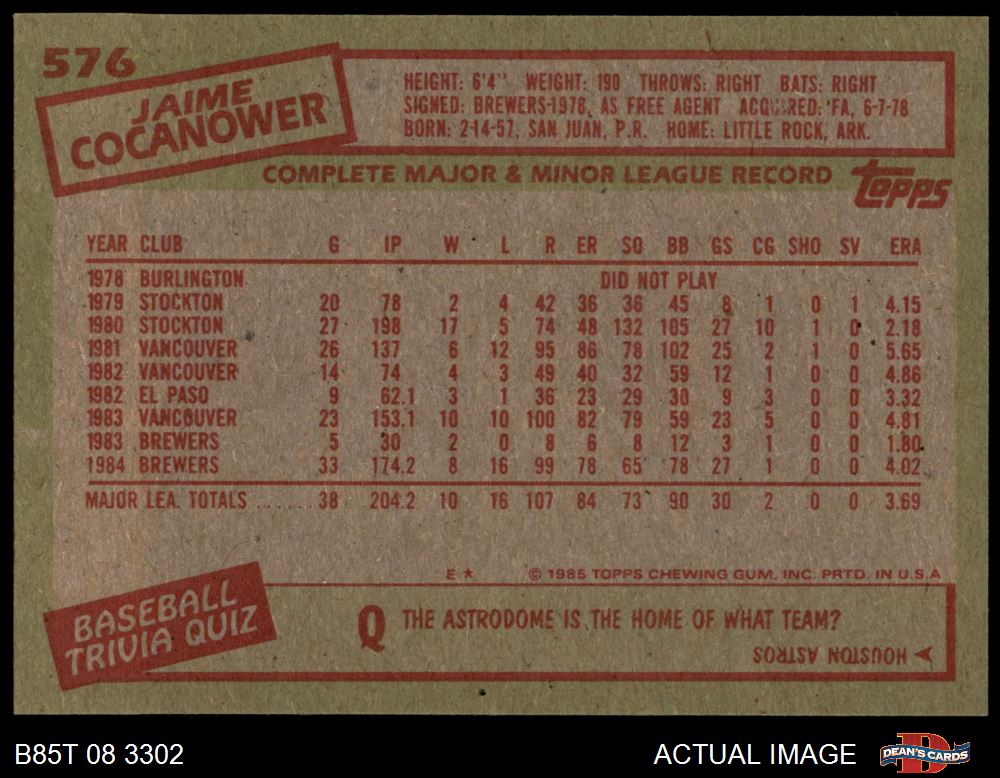 576
JAIME
COCANOWER
HEIGHT: 6'4" WEIGHT: 190 THROWS: RIGHT BATS: RIGHT
SIGNED: BREWERS-1978, AS FREE AGENT ACQUIRED: FA, 6-7-78
BORN: 2-14-57, SAN JUAN, P.R. HOME: LITTLE ROCK, ARK.
COMPLETE MAJOR & MINOR LEAGUE RECORD
topps
YEAR CLUB G IP W L R ER SO BB GS CG SHO SV ERA
1978 BURLINGTON DID NOT PLAY
1979 STOCKTON 20 78 2 4 42 36 36 45 8 1 0 1 4.15
1980 STOCKTON 27 198 17 5 74 48 132 105 27 10 1 0 2.18
1981 VANCOUVER 26 137 6 12 95 86 78 102 25 2 1 0 5.65
1982 VANCOUVER 14 74 4 3 49 40 32 59 12 1 0 0 4.86
1982 EL PASO 9 62.1 3 1 36 23 29 30 9 3 0 0 3.32
1983 VANCOUVER 23 153.1 10 10 100 82 79 59 23 5 0 0 4.81
1983 BREWERS 5 30 2 0 8 6 8 12 3 1 0 0 1.80
1984 BREWERS 33 174.2 8 16 99 78 65 78 27 1 0 0 4.02
MAJOR LEA. TOTALS ...... 38 204.2 10 16 107 84 73 90 30 2 0 0 3.69
E * © 1985 TOPPS CHEWING GUM, INC. PRTD. IN U.S.A
BASEBALL
TRIVIA QUIZ
Q THE ASTRODOME IS THE HOME OF WHAT TEAM?
HOUSTON ASTROS
B85T 08 3302
ACTUAL IMAGE
DEAN'S CARDS